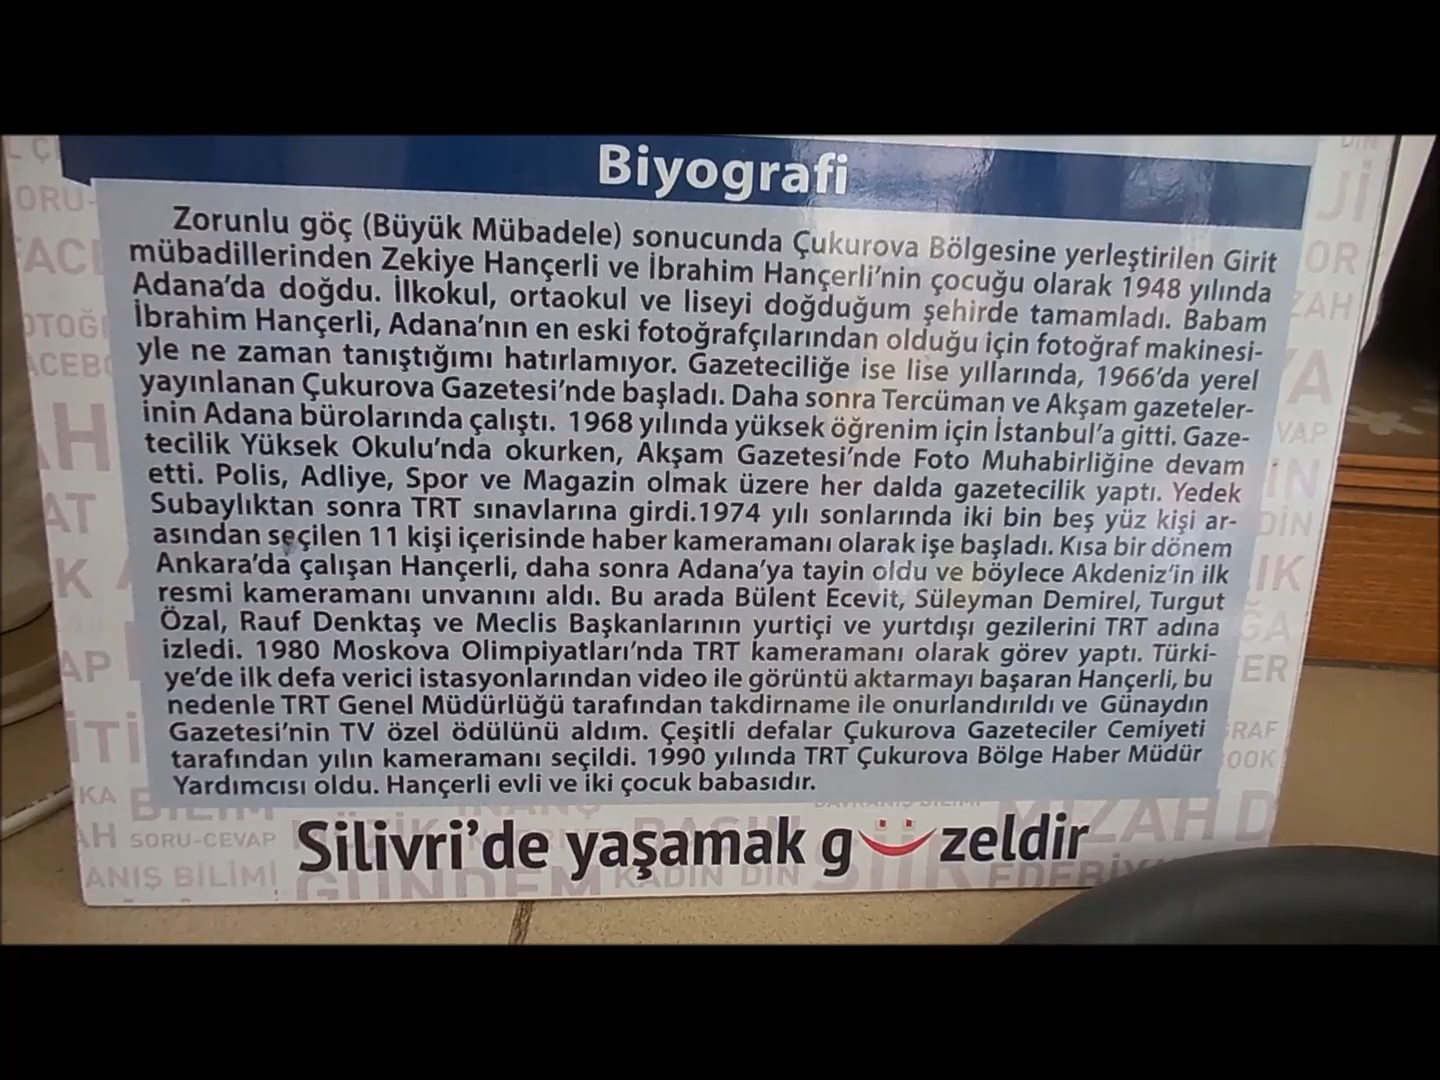 Biyografi
Zorunlu göç (Büyük Mübadele) sonucunda Çukurova Bölgesine yerleştirilen Girit
mübadillerinden Zekiye Hançerli ve İbrahim Hançerli'nin çocuğu olarak 1948 yılında
Adana'da doğdu. İlkokul, ortaokul ve liseyi doğduğum şehirde tamamladı. Babam
İbrahim Hançerli, Adana'nın en eski fotoğrafçılarından olduğu için fotoğraf makinesi-
yle ne zaman tanıştığımı hatırlamıyor. Gazeteciliğe ise lise yıllarında, 1966'da yerel
yayınlanan Çukurova Gazetesi'nde başladı. Daha sonra Tercüman ve Akşam gazeteler-
inin Adana bürolarında çalıştı. 1968 yılında yüksek öğrenim için İstanbul'a gitti. Gaze-
tecilik Yüksek Okulu'nda okurken, Akşam Gazetesi'nde Foto Muhabirliğine devam
etti. Polis, Adliye, Spor ve Magazin olmak üzere her dalda gazetecilik yaptı. Yedek
Subaylıktan sonra TRT sınavlarına girdi.1974 yılı sonlarında iki bin beş yüz kişi ar-
asından seçilen 11 kişi içerisinde haber kameramanı olarak işe başladı. Kısa bir dönem
Ankara'da çalışan Hançerli, daha sonra Adana'ya tayin oldu ve böylece Akdeniz'in ilk
resmi kameramanı unvanını aldı. Bu arada Bülent Ecevit, Süleyman Demirel, Turgut
Özal, Rauf Denktaş ve Meclis Başkanlarının yurtiçi ve yurtdışı gezilerini TRT adına
izledi. 1980 Moskova Olimpiyatları'nda TRT kameramanı olarak görev yaptı. Türki-
ye'de ilk defa verici istasyonlarından video ile görüntü aktarmayı başaran Hançerli, bu
nedenle TRT Genel Müdürlüğü tarafından takdirname ile onurlandırıldı ve Günaydın
Gazetesi'nin TV özel ödülünü aldım. Çeşitli defalar Çukurova Gazeteciler Cemiyeti
tarafından yılın kameramanı seçildi. 1990 yılında TRT Çukurova Bölge Haber Müdür
Yardımcısı oldu. Hançerli evli ve iki çocuk babasıdır.
SORU-CEVAP
Silivri'de yaşamak güzeldir
MİZAH
BİLİMİ
GÜNDEM
KADIN DİN